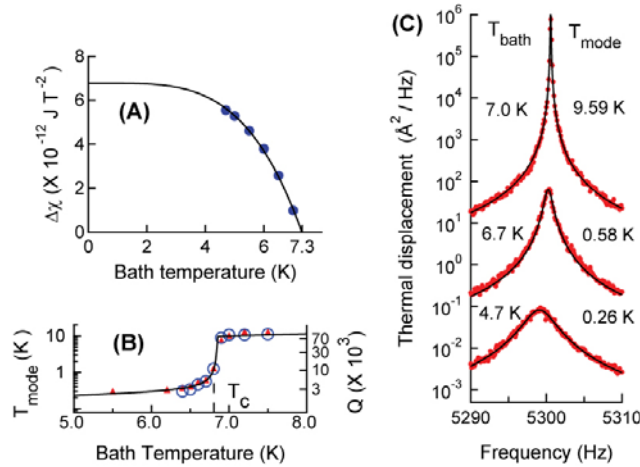 (A)
Δχ (X 10⁻¹² J T⁻²)
8
6
4
2
0
0 2 4 6 7.3
Bath temperature (K)
(B)
T_mode (K)
10
1
T_C
70
30
10
3
Q (X 10³)
5.0 6.0 7.0 8.0
Bath Temperature (K)
(C)
Thermal displacement (Å² / Hz)
10⁶
10⁵
10⁴
10³
10²
10¹
10⁰
10⁻¹
10⁻²
10⁻³
T_bath T_mode
7.0 K 9.59 K
6.7 K 0.58 K
4.7 K 0.26 K
5290 5300 5310
Frequency (Hz)